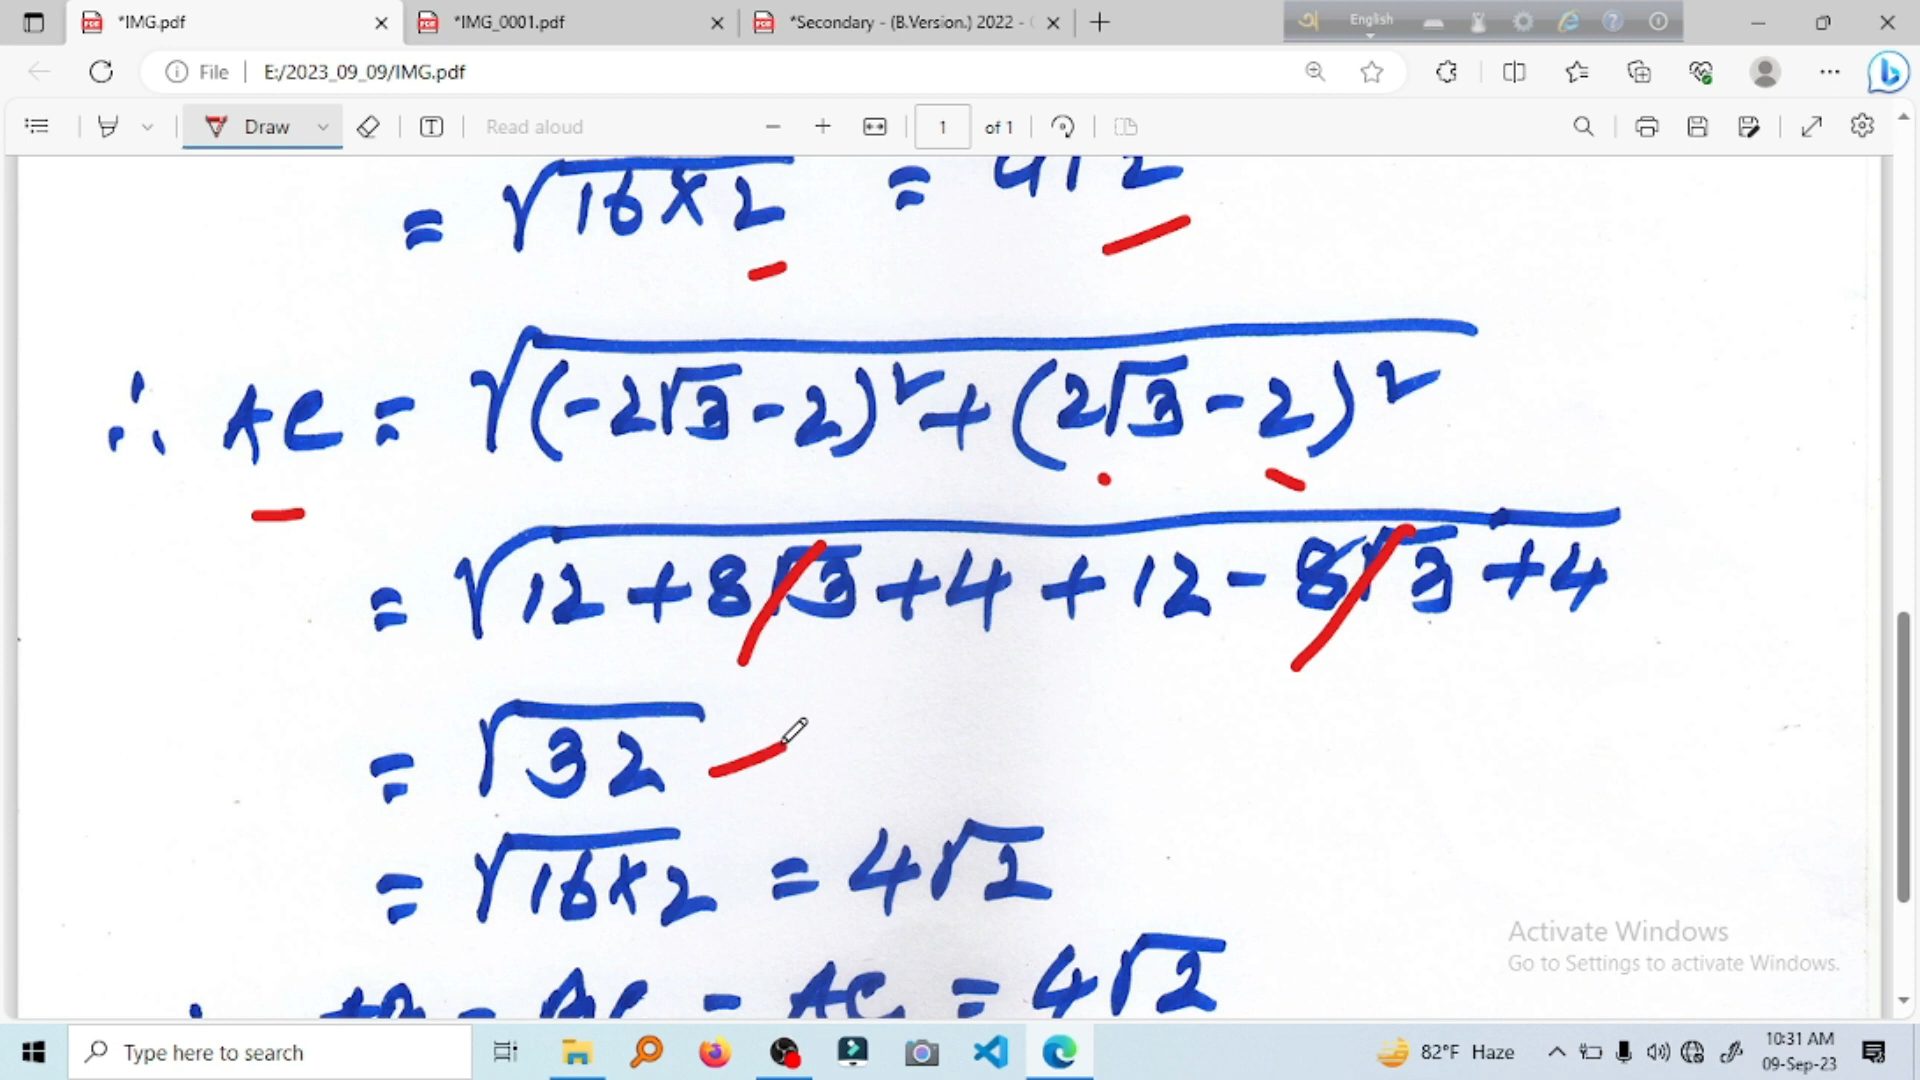 *IMG.pdf *IMG_0001.pdf *Secondary - (B.Version.) 2022 - English
File E:/2023_09_09/IMG.pdf
Draw Read aloud 1 of 1
= √16×2 = 4√2
∴ AC = √(-2√3-2)² + (2√3-2)²
= √12+8√3+4+12-8√3+4
= √32
= √16×2 = 4√2
= 4√2
Activate Windows
Go to Settings to activate Windows.
Type here to search 82°F Haze 10:31 AM
09-Sep-23